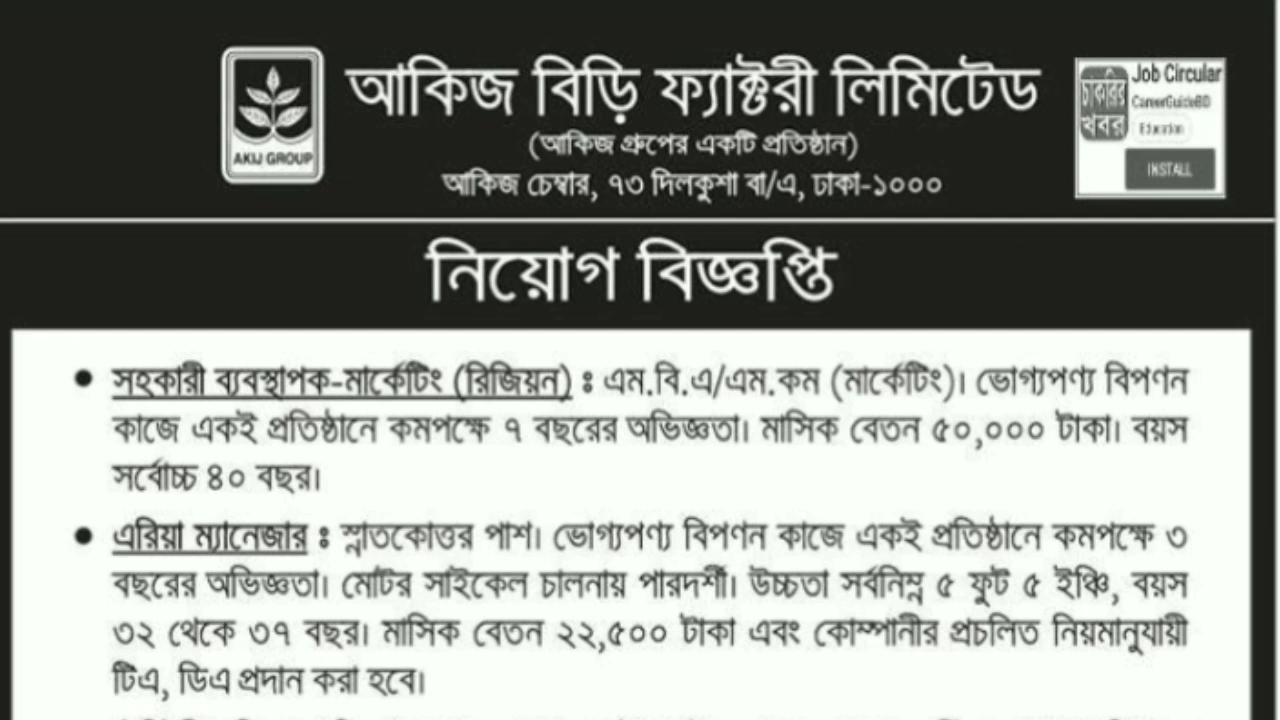 আকিজ বিড়ি ফ্যাক্টরী লিমিটেড
(আকিজ গ্রুপের একটি প্রতিষ্ঠান)
আকিজ চেম্বার, ৭৩ দিলকুশা বা/এ, ঢাকা-১০০০
AKIJ GROUP
চাকরির খবর
Job Circular
CareerGuideBD
Education
INSTALL
নিয়োগ বিজ্ঞপ্তি
• সহকারী ব্যবস্থাপক-মার্কেটিং (রিজিয়ন) ঃ এম.বি.এ/এম.কম (মার্কেটিং)। ভোগ্যপণ্য বিপণন
কাজে একই প্রতিষ্ঠানে কমপক্ষে ৭ বছরের অভিজ্ঞতা। মাসিক বেতন ৫০,০০০ টাকা। বয়স
সর্বোচ্চ ৪০ বছর।
• এরিয়া ম্যানেজার ঃ স্নাতকোত্তর পাশ। ভোগ্যপণ্য বিপণন কাজে একই প্রতিষ্ঠানে কমপক্ষে ৩
বছরের অভিজ্ঞতা। মোটর সাইকেল চালনায় পারদর্শী। উচ্চতা সর্বনিম্ন ৫ ফুট ৫ ইঞ্চি, বয়স
৩২ থেকে ৩৭ বছর। মাসিক বেতন ২২,৫০০ টাকা এবং কোম্পানীর প্রচলিত নিয়মানুযায়ী
টিএ, ডিএ প্রদান করা হবে।